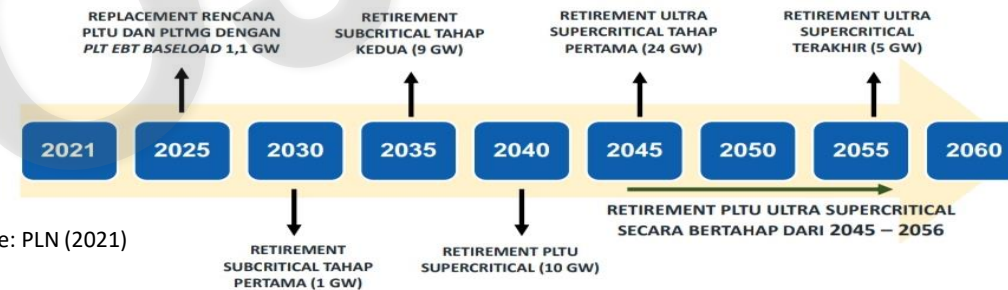 REPLACEMENT RENCANA
PLTU DAN PLTMG DENGAN
PLT EBT BASELOAD 1,1 GW
RETIREMENT
SUBCRITICAL TAHAP
KEDUA (9 GW)
RETIREMENT ULTRA
SUPERCRITICAL TAHAP
PERTAMA (24 GW)
RETIREMENT ULTRA
SUPERCRITICAL
TERAKHIR (5 GW)
2021
2025
2030
2035
2040
2045
2050
2055
2060
RETIREMENT
SUBCRITICAL TAHAP
PERTAMA (1 GW)
RETIREMENT PLTU
SUPERCRITICAL (10 GW)
RETIREMENT PLTU ULTRA SUPERCRITICAL
SECARA BERTAHAP DARI 2045 – 2056
e: PLN (2021)